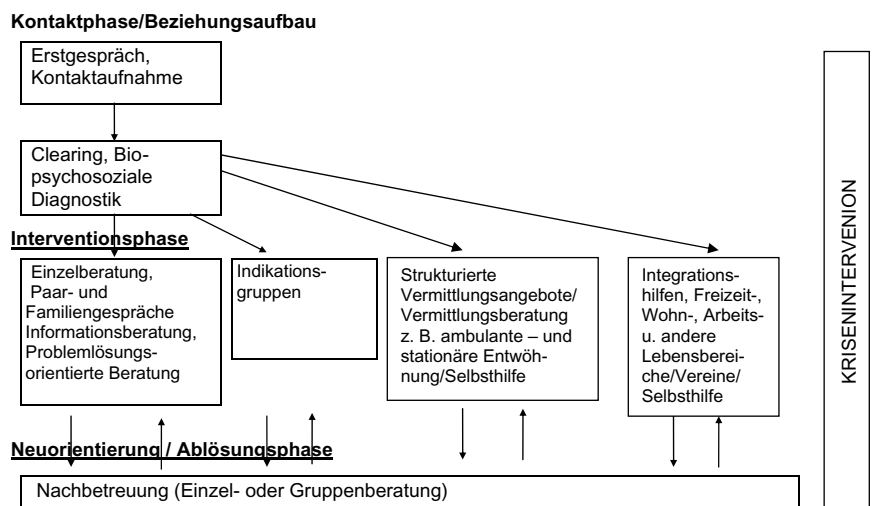 Kontaktphase/Beziehungsaufbau
Erstgespräch,
Kontaktaufnahme
Clearing, Bio-
psychosoziale
Diagnostik
Interventionsphase
Einzelberatung,
Paar- und
Familiengespräche
Informationsberatung,
Problemlösungs-
orientierte Beratung
Indikations-
gruppen
Strukturierte
Vermittlungsangebote/
Vermittlungsberatung
z. B. ambulante – und
stationäre Entwöh-
nung/Selbsthilfe
Integrations-
hilfen, Freizeit-,
Wohn-, Arbeits-
u. andere
Lebensberei-
che/Vereine/
Selbsthilfe
Neuorientierung / Ablösungsphase
Nachbetreuung (Einzel- oder Gruppenberatung)
KRISENINTERVENION